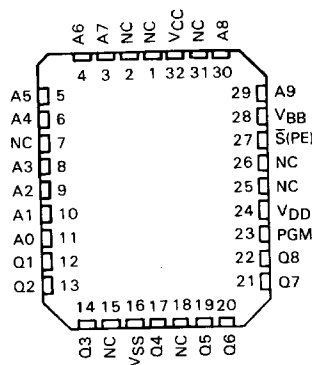 A6 A7 NC NC VCC NC A8
4 3 2 1 32 31 30
A5 5
A4 6
NC 7
A3 8
A2 9
A1 10
A0 11
Q1 12
Q2 13
29 A9
28 VBB
27 S̅(PE)
26 NC
25 NC
24 VDD
23 PGM
22 Q8
21 Q7
14 15 16 17 18 19 20
Q3 NC VSS Q4 NC Q5 Q6